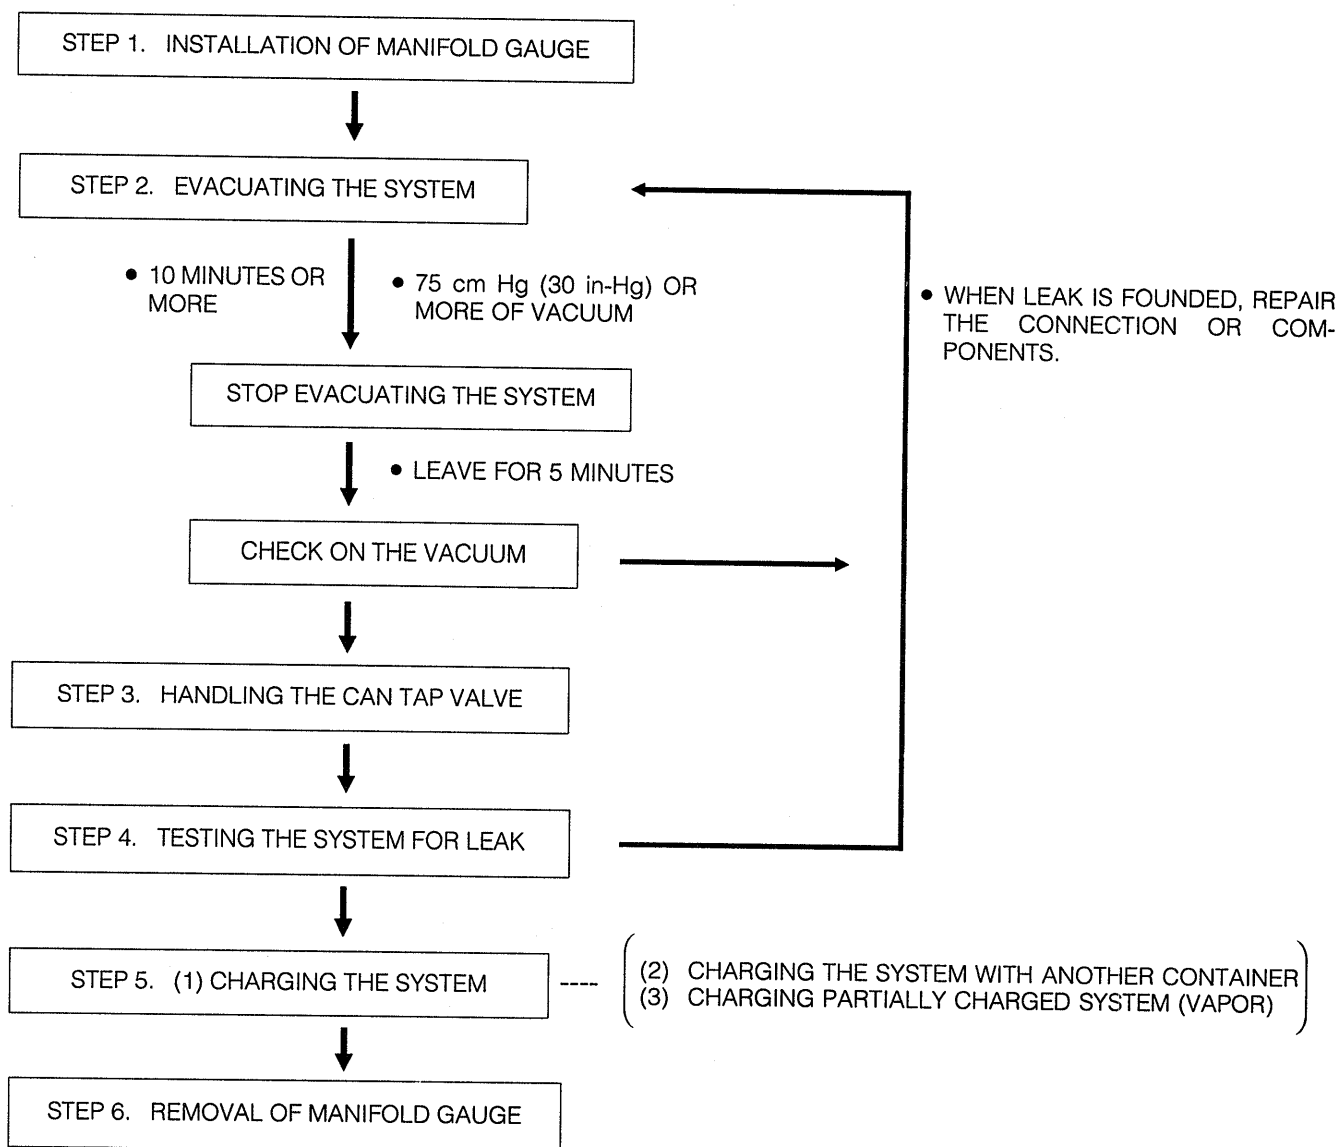 STEP 1. INSTALLATION OF MANIFOLD GAUGE
STEP 2. EVACUATING THE SYSTEM
● 10 MINUTES OR
MORE
● 75 cm Hg (30 in-Hg) OR
MORE OF VACUUM
● WHEN LEAK IS FOUNDED, REPAIR
THE CONNECTION OR COM-
PONENTS.
STOP EVACUATING THE SYSTEM
● LEAVE FOR 5 MINUTES
CHECK ON THE VACUUM
STEP 3. HANDLING THE CAN TAP VALVE
STEP 4. TESTING THE SYSTEM FOR LEAK
STEP 5. (1) CHARGING THE SYSTEM
(2) CHARGING THE SYSTEM WITH ANOTHER CONTAINER
(3) CHARGING PARTIALLY CHARGED SYSTEM (VAPOR)
STEP 6. REMOVAL OF MANIFOLD GAUGE